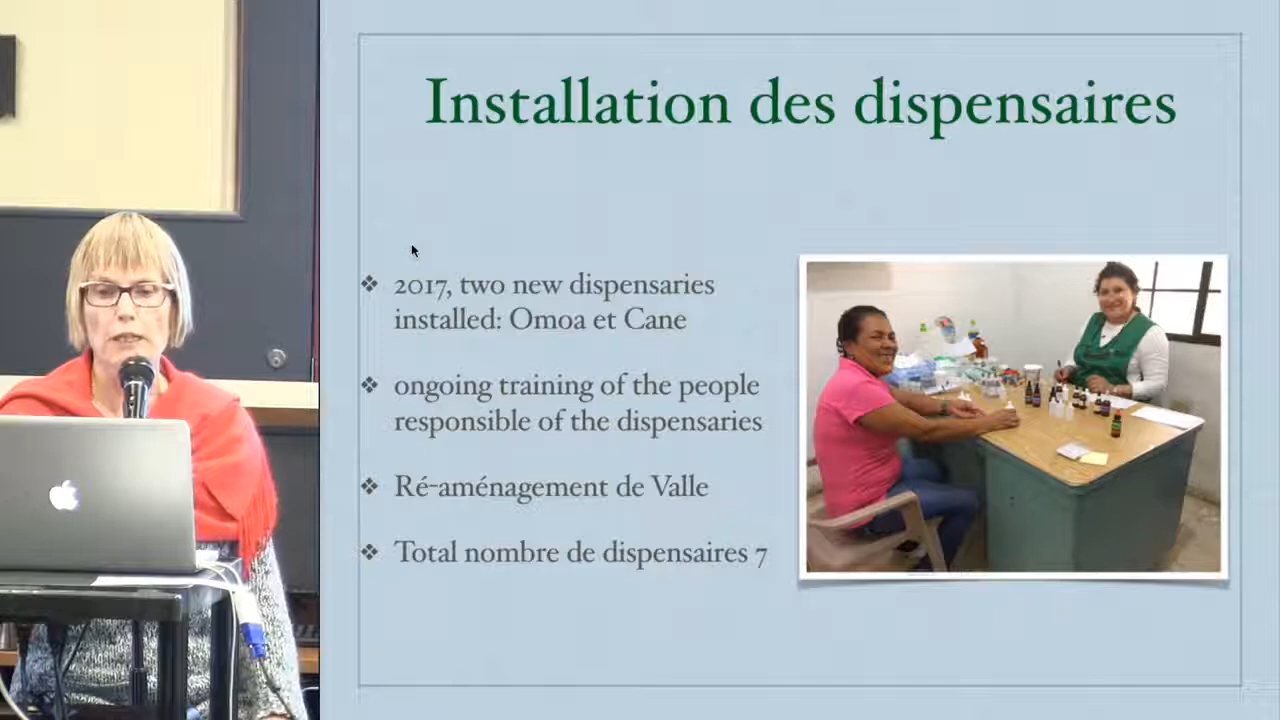 Installation des dispensaires
❖ 2017, two new dispensaries
installed: Omoa et Cane
❖ ongoing training of the people
responsible of the dispensaries
❖ Ré-aménagement de Valle
❖ Total nombre de dispensaires 7